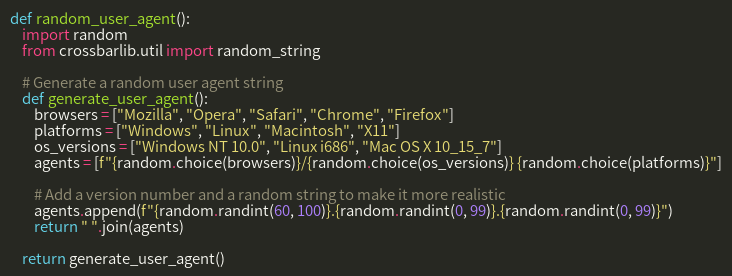 def random_user_agent():
    import random
    from crossbarlib.util import random_string

    # Generate a random user agent string
    def generate_user_agent():
        browsers = ["Mozilla", "Opera", "Safari", "Chrome", "Firefox"]
        platforms = ["Windows", "Linux", "Macintosh", "X11"]
        os_versions = ["Windows NT 10.0", "Linux i686", "Mac OS X 10_15_7"]
        agents = [f"{random.choice(browsers)}/{random.choice(os_versions)} {random.choice(platforms)}"]

        # Add a version number and a random string to make it more realistic
        agents.append(f"{random.randint(60, 100)}.{random.randint(0, 99)}.{random.randint(0, 99)}")
        return " ".join(agents)

    return generate_user_agent()